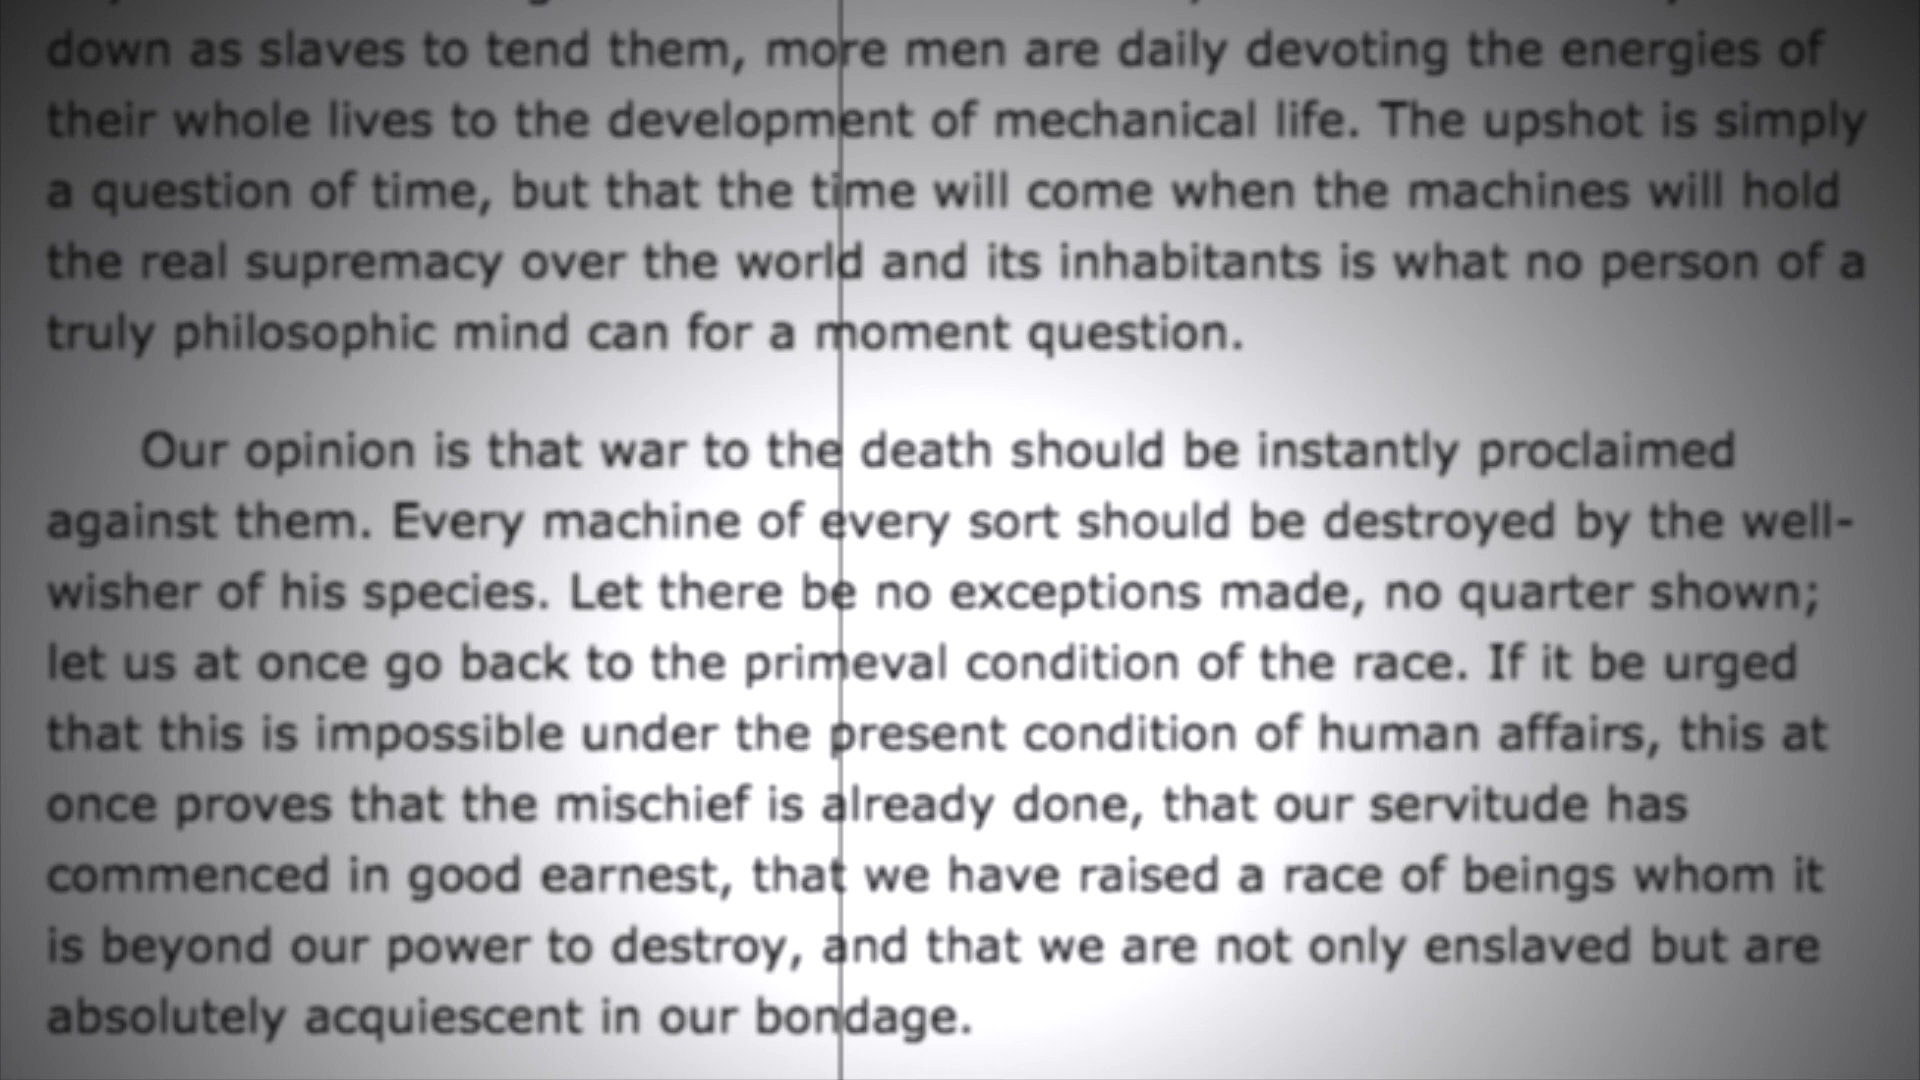 down as slaves to tend them, more men are daily devoting the energies of
their whole lives to the development of mechanical life. The upshot is simply
a question of time, but that the time will come when the machines will hold
the real supremacy over the world and its inhabitants is what no person of a
truly philosophic mind can for a moment question.
Our opinion is that war to the death should be instantly proclaimed
against them. Every machine of every sort should be destroyed by the well-
wisher of his species. Let there be no exceptions made, no quarter shown;
let us at once go back to the primeval condition of the race. If it be urged
that this is impossible under the present condition of human affairs, this at
once proves that the mischief is already done, that our servitude has
commenced in good earnest, that we have raised a race of beings whom it
is beyond our power to destroy, and that we are not only enslaved but are
absolutely acquiescent in our bondage.